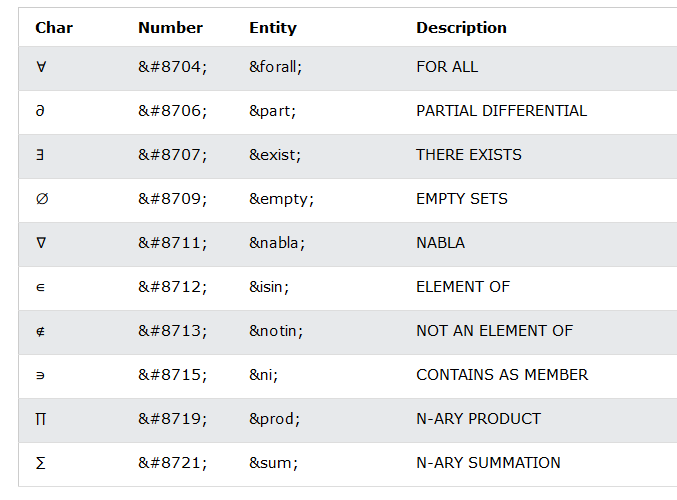 Char Number Entity Description
∀ &#8704; &forall; FOR ALL
∂ &#8706; &part; PARTIAL DIFFERENTIAL
∃ &#8707; &exist; THERE EXISTS
∅ &#8709; &empty; EMPTY SETS
∇ &#8711; &nabla; NABLA
∈ &#8712; &isin; ELEMENT OF
∉ &#8713; &notin; NOT AN ELEMENT OF
∋ &#8715; &ni; CONTAINS AS MEMBER
∏ &#8719; &prod; N-ARY PRODUCT
∑ &#8721; &sum; N-ARY SUMMATION